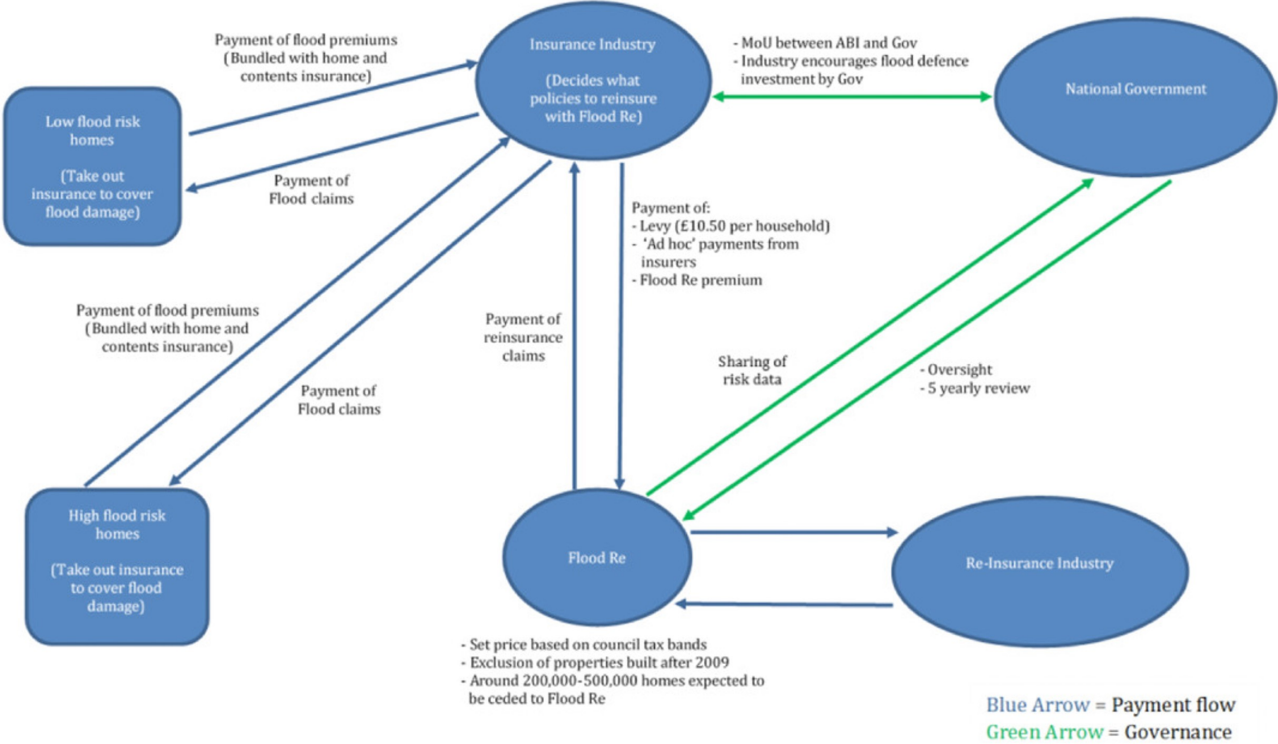 Payment of flood premiums
(Bundled with home and
contents insurance)
Insurance Industry
(Decides what
policies to reinsure
with Flood Re)
- MoU between ABI and Gov
- Industry encourages flood defence
investment by Gov
National Government
Low flood risk
homes
(Take out
insurance to cover
flood damage)
Payment of
Flood claims
Payment of:
- Levy (£10.50 per household)
- 'Ad hoc' payments from
insurers
- Flood Re premium
Payment of flood premiums
(Bundled with home and
contents insurance)
Payment of
reinsurance
claims
Payment of
Flood claims
Sharing of
risk data
- Oversight
- 5 yearly review
High flood risk
homes
(Take out insurance
to cover flood
damage)
Flood Re
Re-Insurance Industry
- Set price based on council tax bands
- Exclusion of properties built after 2009
- Around 200,000-500,000 homes expected to
be ceded to Flood Re
Blue Arrow = Payment flow
Green Arrow = Governance